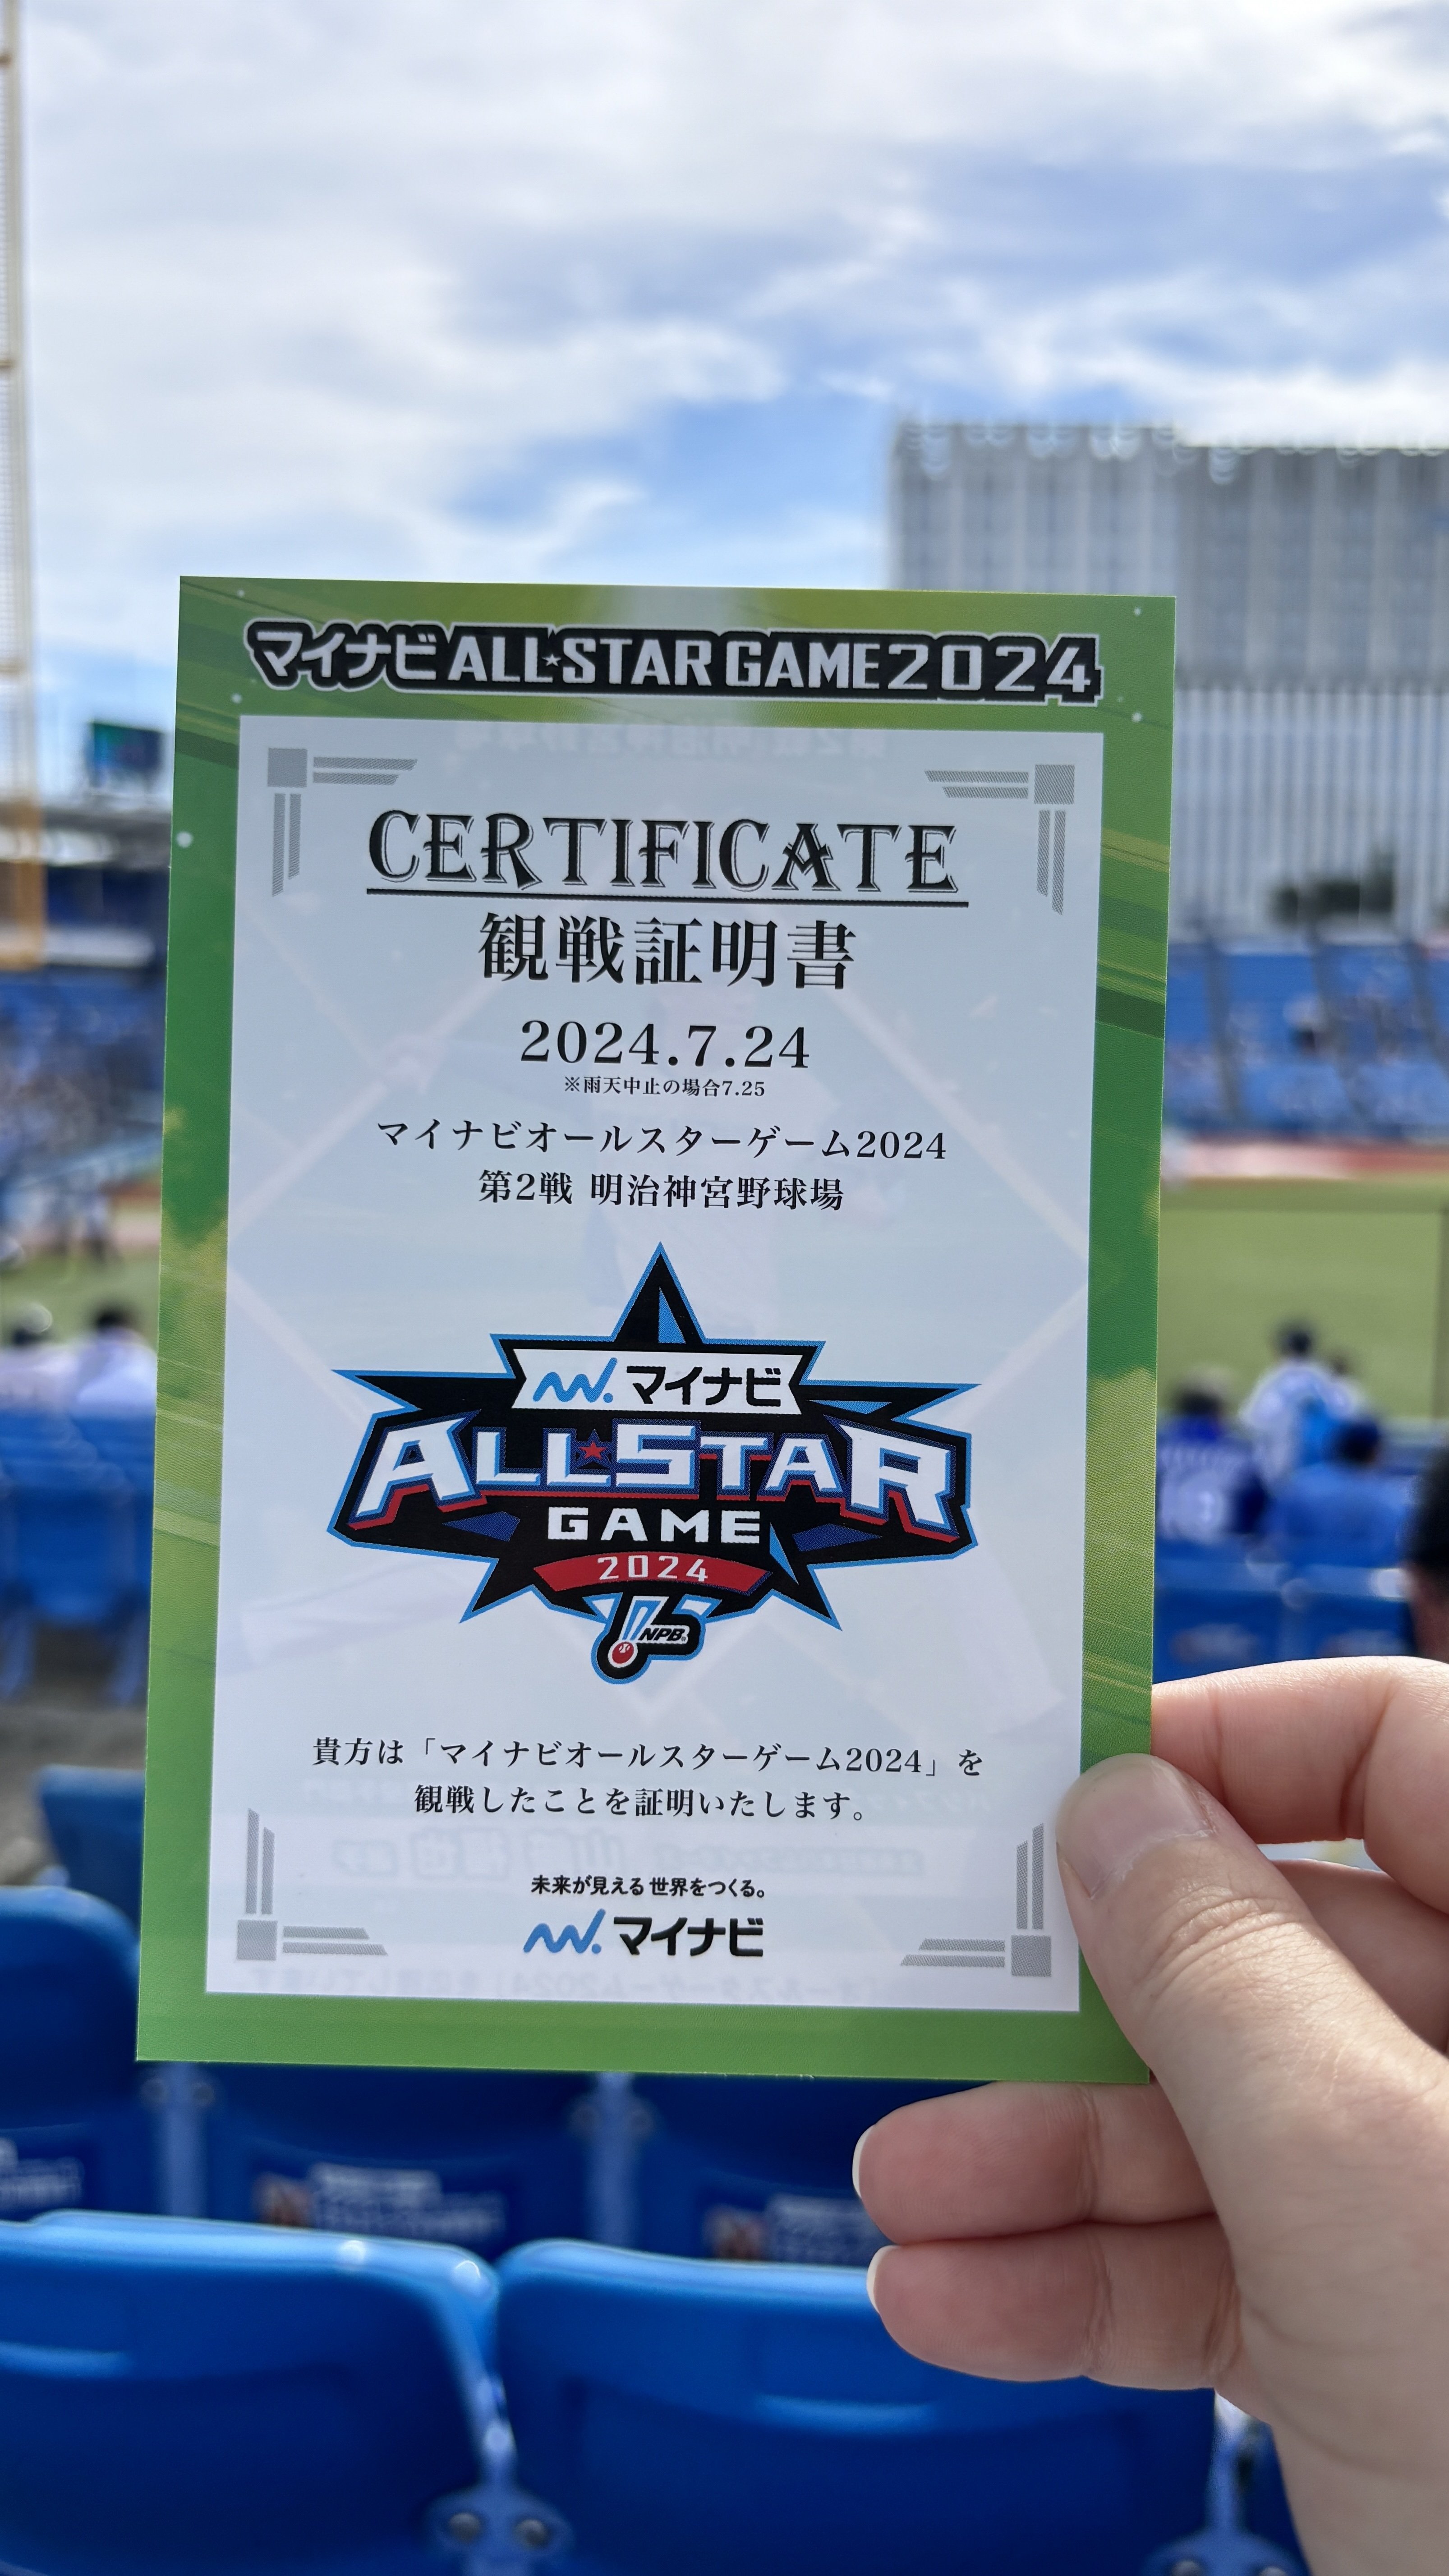 マイナビALL★STAR GAME2024
CERTIFICATE
観戦証明書
2024.7.24
※雨天中止の場合7.25
マイナビオールスターゲーム2024
第2戦 明治神宮野球場
マイナビ
ALL★STAR
GAME
2024
NPB
貴方は「マイナビオールスターゲーム2024」を
観戦したことを証明いたします。
未来が見える 世界をつくる。
マイナビ